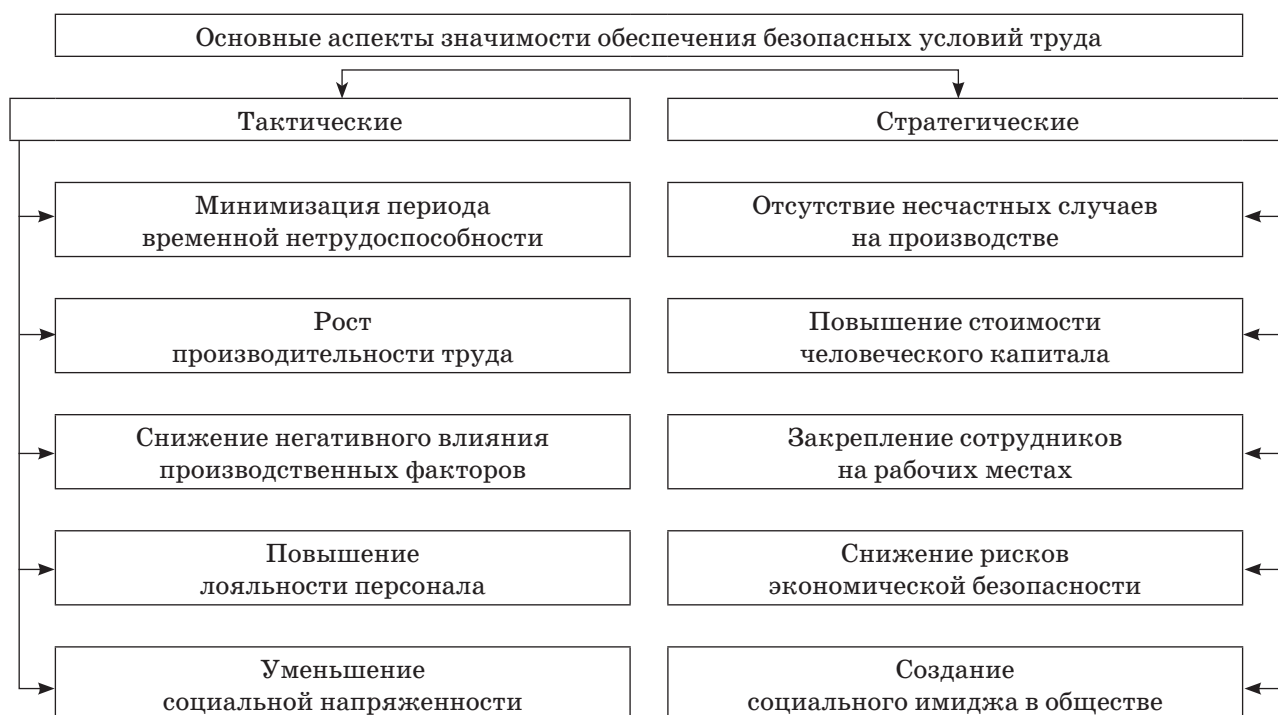 Основные аспекты значимости обеспечения безопасных условий труда
Тактические
Стратегические
Минимизация периода
временной нетрудоспособности
Отсутствие несчастных случаев
на производстве
Рост
производительности труда
Повышение стоимости
человеческого капитала
Снижение негативного влияния
производственных факторов
Закрепление сотрудников
на рабочих местах
Повышение
лояльности персонала
Снижение рисков
экономической безопасности
Уменьшение
социальной напряженности
Создание
социального имиджа в обществе